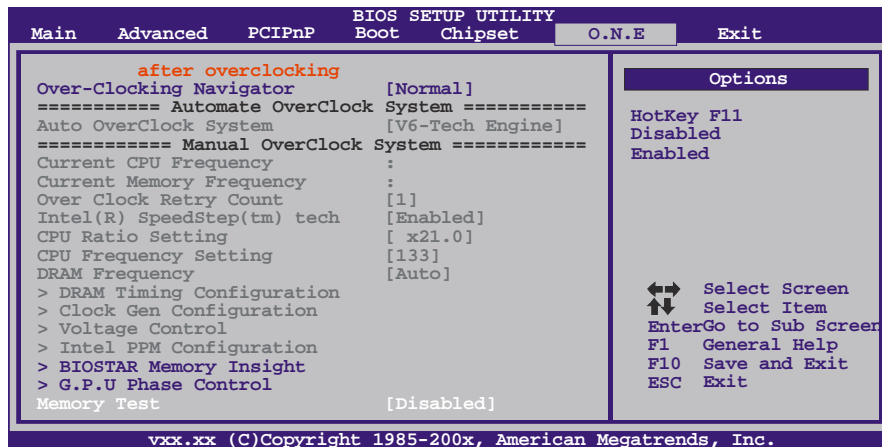 BIOS SETUP UTILITY
Main Advanced PCIPnP Boot Chipset O.N.E Exit
after overclocking
Over-Clocking Navigator [Normal]
=========== Automate OverClock System ===========
Auto OverClock System [V6-Tech Engine]
============ Manual OverClock System ============
Current CPU Frequency :
Current Memory Frequency :
Over Clock Retry Count [1]
Intel(R) SpeedStep(tm) tech [Enabled]
CPU Ratio Setting [ x21.0]
CPU Frequency Setting [133]
DRAM Frequency [Auto]
> DRAM Timing Configuration
> Clock Gen Configuration
> Voltage Control
> Intel PPM Configuration
> BIOSTAR Memory Insight
> G.P.U Phase Control
Memory Test [Disabled]
Options
HotKey F11
Disabled
Enabled
Select Screen
Select Item
EnterGo to Sub Screen
F1 General Help
F10 Save and Exit
ESC Exit
vxx.xx (C)Copyright 1985-200x, American Megatrends, Inc.